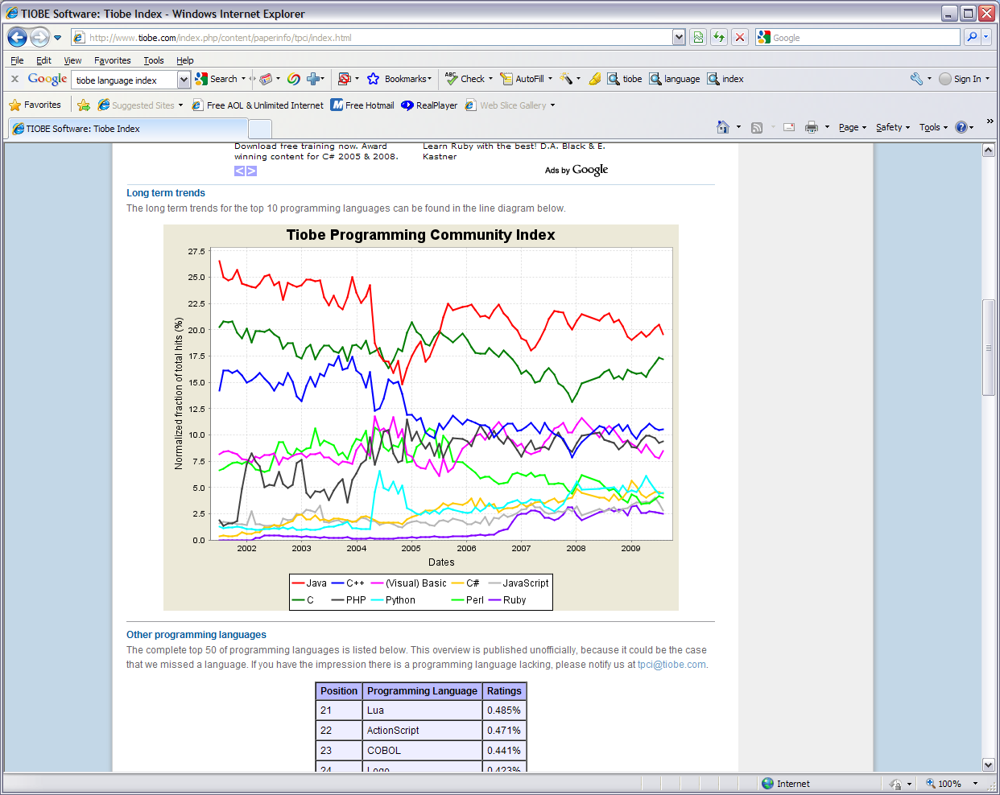 TIOBE Software: Tiobe Index - Windows Internet Explorer
http://www.tiobe.com/index.php/content/paperinfo/tpci/index.html
Google
File Edit View Favorites Tools Help
x Google tiobe language index Search Bookmarks ABC Check AutoFill tiobe language index Sign In
Favorites Suggested Sites Free AOL & Unlimited Internet Free Hotmail RealPlayer Web Slice Gallery
TIOBE Software: Tiobe Index Page Safety Tools
Download free training now. Award
winning content for C# 2005 & 2008.
Learn Ruby with the best! D.A. Black & E.
Kastner
Ads by Google
Long term trends
The long term trends for the top 10 programming languages can be found in the line diagram below.
Tiobe Programming Community Index
Normalized fraction of total hits (%)
27.5
25.0
22.5
20.0
17.5
15.0
12.5
10.0
7.5
5.0
2.5
0.0
2002 2003 2004 2005 2006 2007 2008 2009
Dates
Java C++ (Visual) Basic C# JavaScript
C PHP Python Perl Ruby
Other programming languages
The complete top 50 of programming languages is listed below. This overview is published unofficially, because it could be the case
that we missed a language. If you have the impression there is a programming language lacking, please notify us at tpci@tiobe.com.
Position Programming Language Ratings
21 Lua 0.485%
22 ActionScript 0.471%
23 COBOL 0.441%
24 Logo 0.423%
Internet 100%